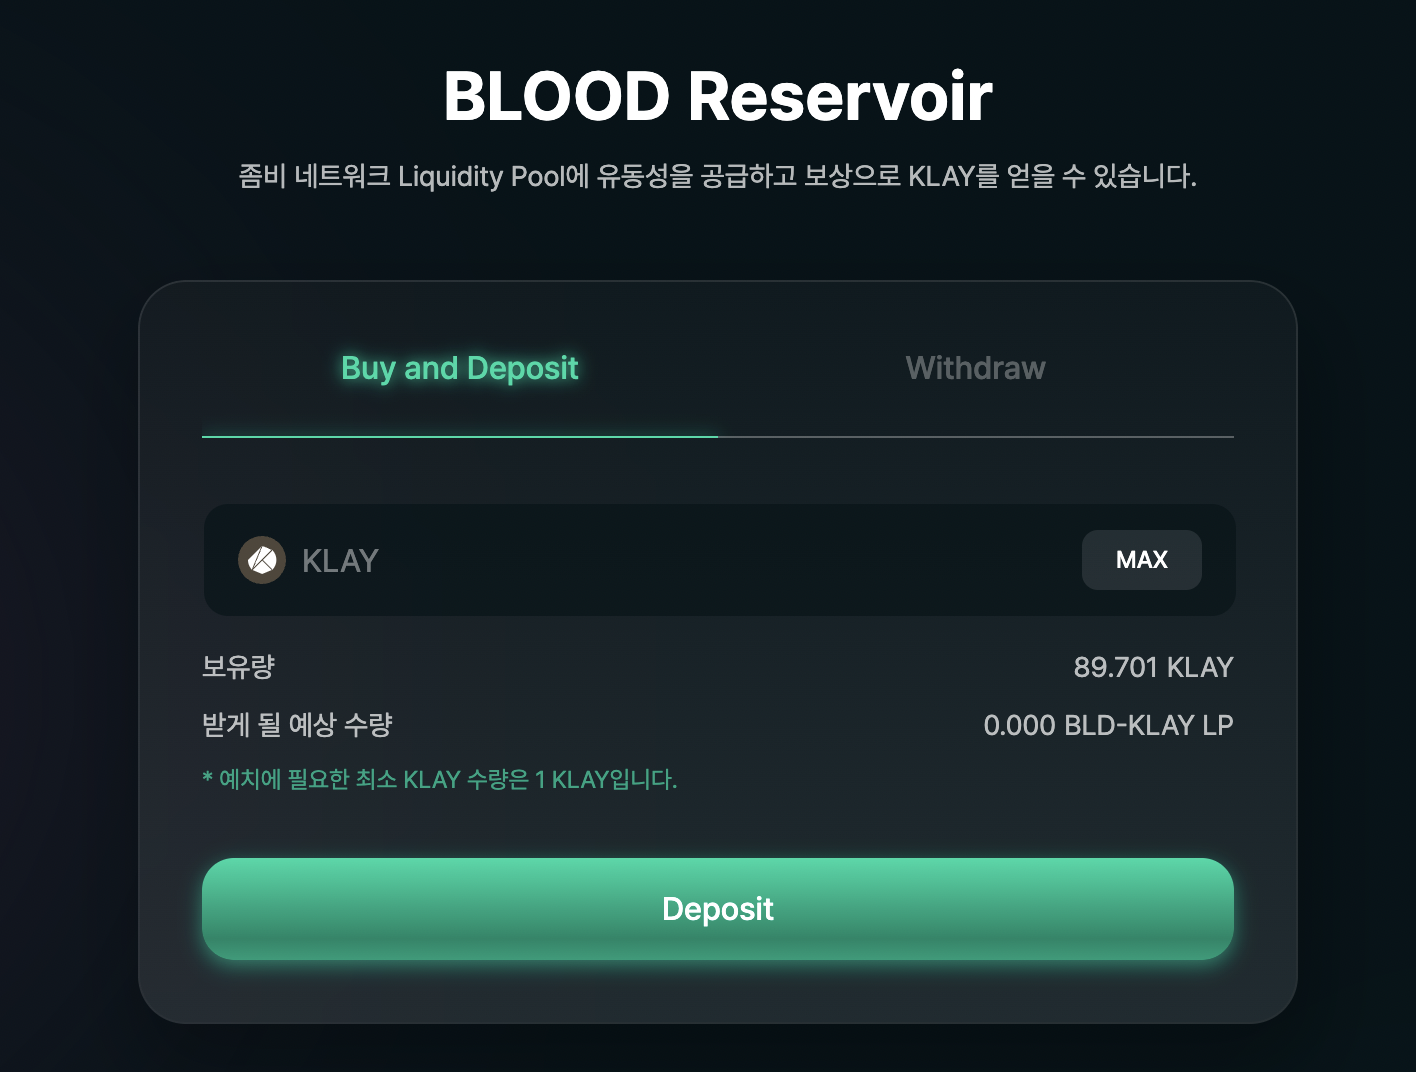 BLOOD Reservoir
좀비 네트워크 Liquidity Pool에 유동성을 공급하고 보상으로 KLAY를 얻을 수 있습니다.
Buy and Deposit
Withdraw
KLAY
MAX
보유량
89.701 KLAY
받게 될 예상 수량
0.000 BLD-KLAY LP
* 예치에 필요한 최소 KLAY 수량은 1 KLAY입니다.
Deposit